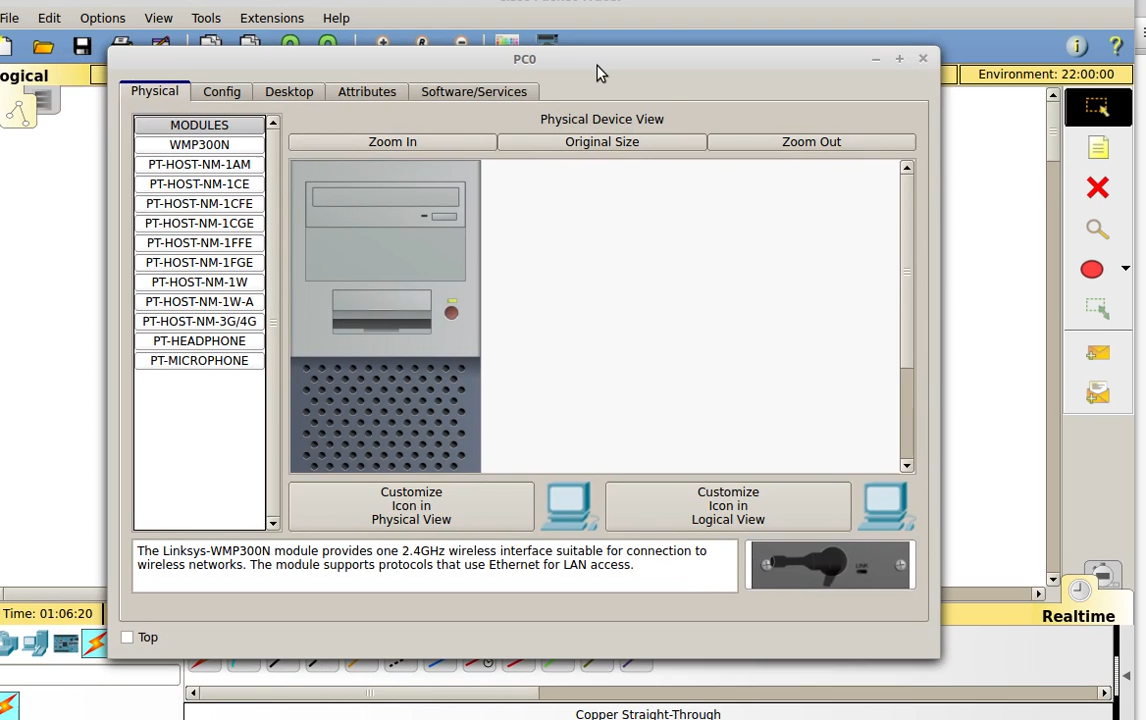 File Edit Options View Tools Extensions Help
ogical
Environment: 22:00:00
PC0
Physical Config Desktop Attributes Software/Services
MODULES
WMP300N
PT-HOST-NM-1AM
PT-HOST-NM-1CE
PT-HOST-NM-1CFE
PT-HOST-NM-1CGE
PT-HOST-NM-1FFE
PT-HOST-NM-1FGE
PT-HOST-NM-1W
PT-HOST-NM-1W-A
PT-HOST-NM-3G/4G
PT-HEADPHONE
PT-MICROPHONE
Physical Device View
Zoom In Original Size Zoom Out
Customize
Icon in
Physical View
Customize
Icon in
Logical View
The Linksys-WMP300N module provides one 2.4GHz wireless interface suitable for connection to
wireless networks. The module supports protocols that use Ethernet for LAN access.
LINK
Top
Time: 01:06:20
Realtime
Copper Straight-Through